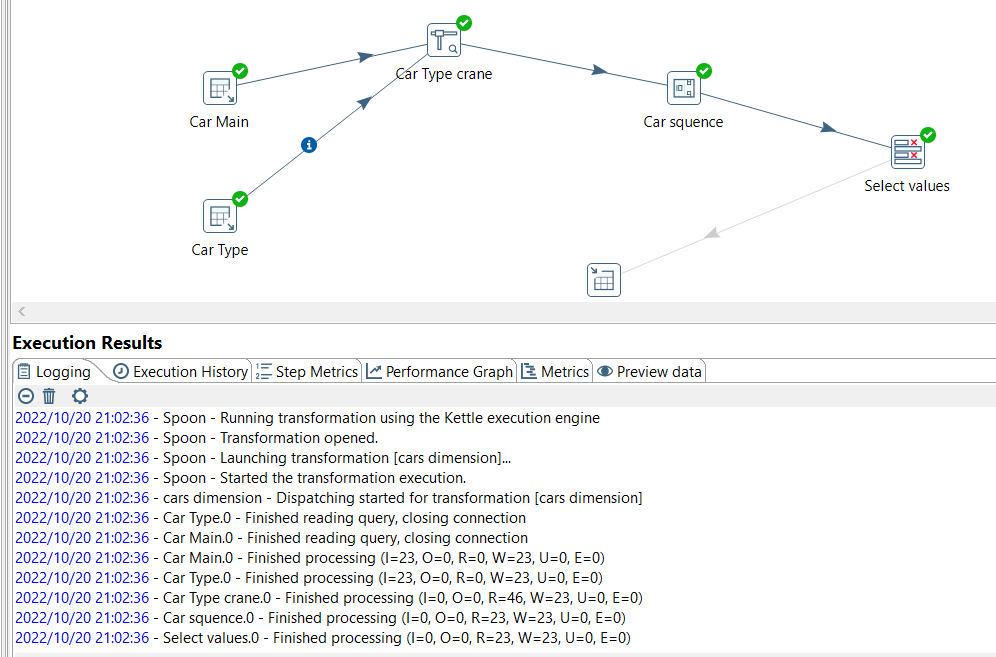 Car Type crane
Car Main
Car squence
Select values
Car Type
Execution Results
Logging Execution History Step Metrics Performance Graph Metrics Preview data
2022/10/20 21:02:36 - Spoon - Running transformation using the Kettle execution engine
2022/10/20 21:02:36 - Spoon - Transformation opened.
2022/10/20 21:02:36 - Spoon - Launching transformation [cars dimension]...
2022/10/20 21:02:36 - Spoon - Started the transformation execution.
2022/10/20 21:02:36 - cars dimension - Dispatching started for transformation [cars dimension]
2022/10/20 21:02:36 - Car Type.0 - Finished reading query, closing connection
2022/10/20 21:02:36 - Car Main.0 - Finished reading query, closing connection
2022/10/20 21:02:36 - Car Main.0 - Finished processing (I=23, O=0, R=0, W=23, U=0, E=0)
2022/10/20 21:02:36 - Car Type.0 - Finished processing (I=23, O=0, R=0, W=23, U=0, E=0)
2022/10/20 21:02:36 - Car Type crane.0 - Finished processing (I=0, O=0, R=46, W=23, U=0, E=0)
2022/10/20 21:02:36 - Car squence.0 - Finished processing (I=0, O=0, R=23, W=23, U=0, E=0)
2022/10/20 21:02:36 - Select values.0 - Finished processing (I=0, O=0, R=23, W=23, U=0, E=0)